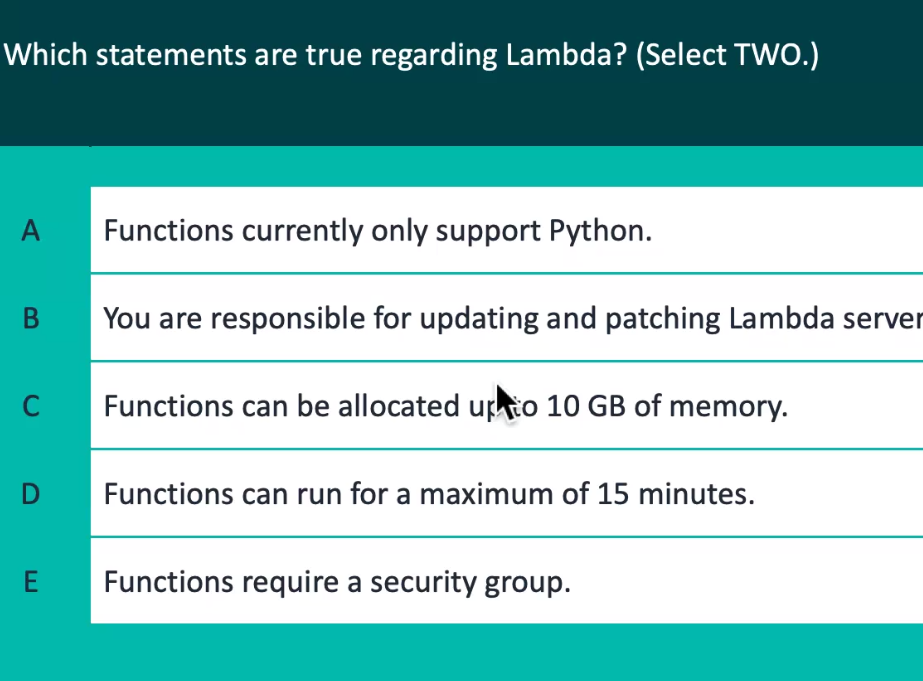 Which statements are true regarding Lambda? (Select TWO.)
A Functions currently only support Python.
B You are responsible for updating and patching Lambda
C Functions can be allocated up to 10 GB of memory.
D Functions can run for a maximum of 15 minutes.
E Functions require a security group.